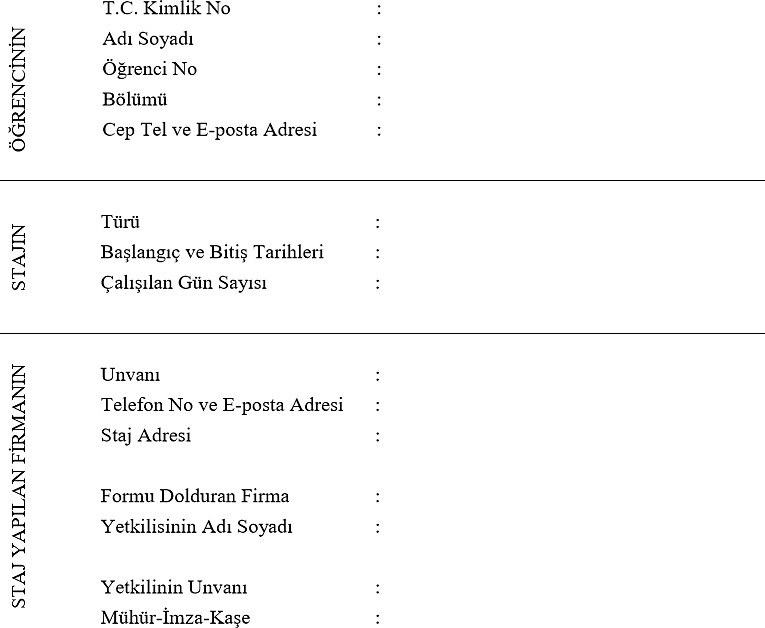 ÖĞRENCİNİN
T.C. Kimlik No :
Adı Soyadı :
Öğrenci No :
Bölümü :
Cep Tel ve E-posta Adresi :
STAJIN
Türü :
Başlangıç ve Bitiş Tarihleri :
Çalışılan Gün Sayısı :
STAJ YAPILAN FİRMANIN
Unvanı :
Telefon No ve E-posta Adresi :
Staj Adresi :
Formu Dolduran Firma :
Yetkilisinin Adı Soyadı :
Yetkilinin Unvanı :
Mühür-İmza-Kaşe :